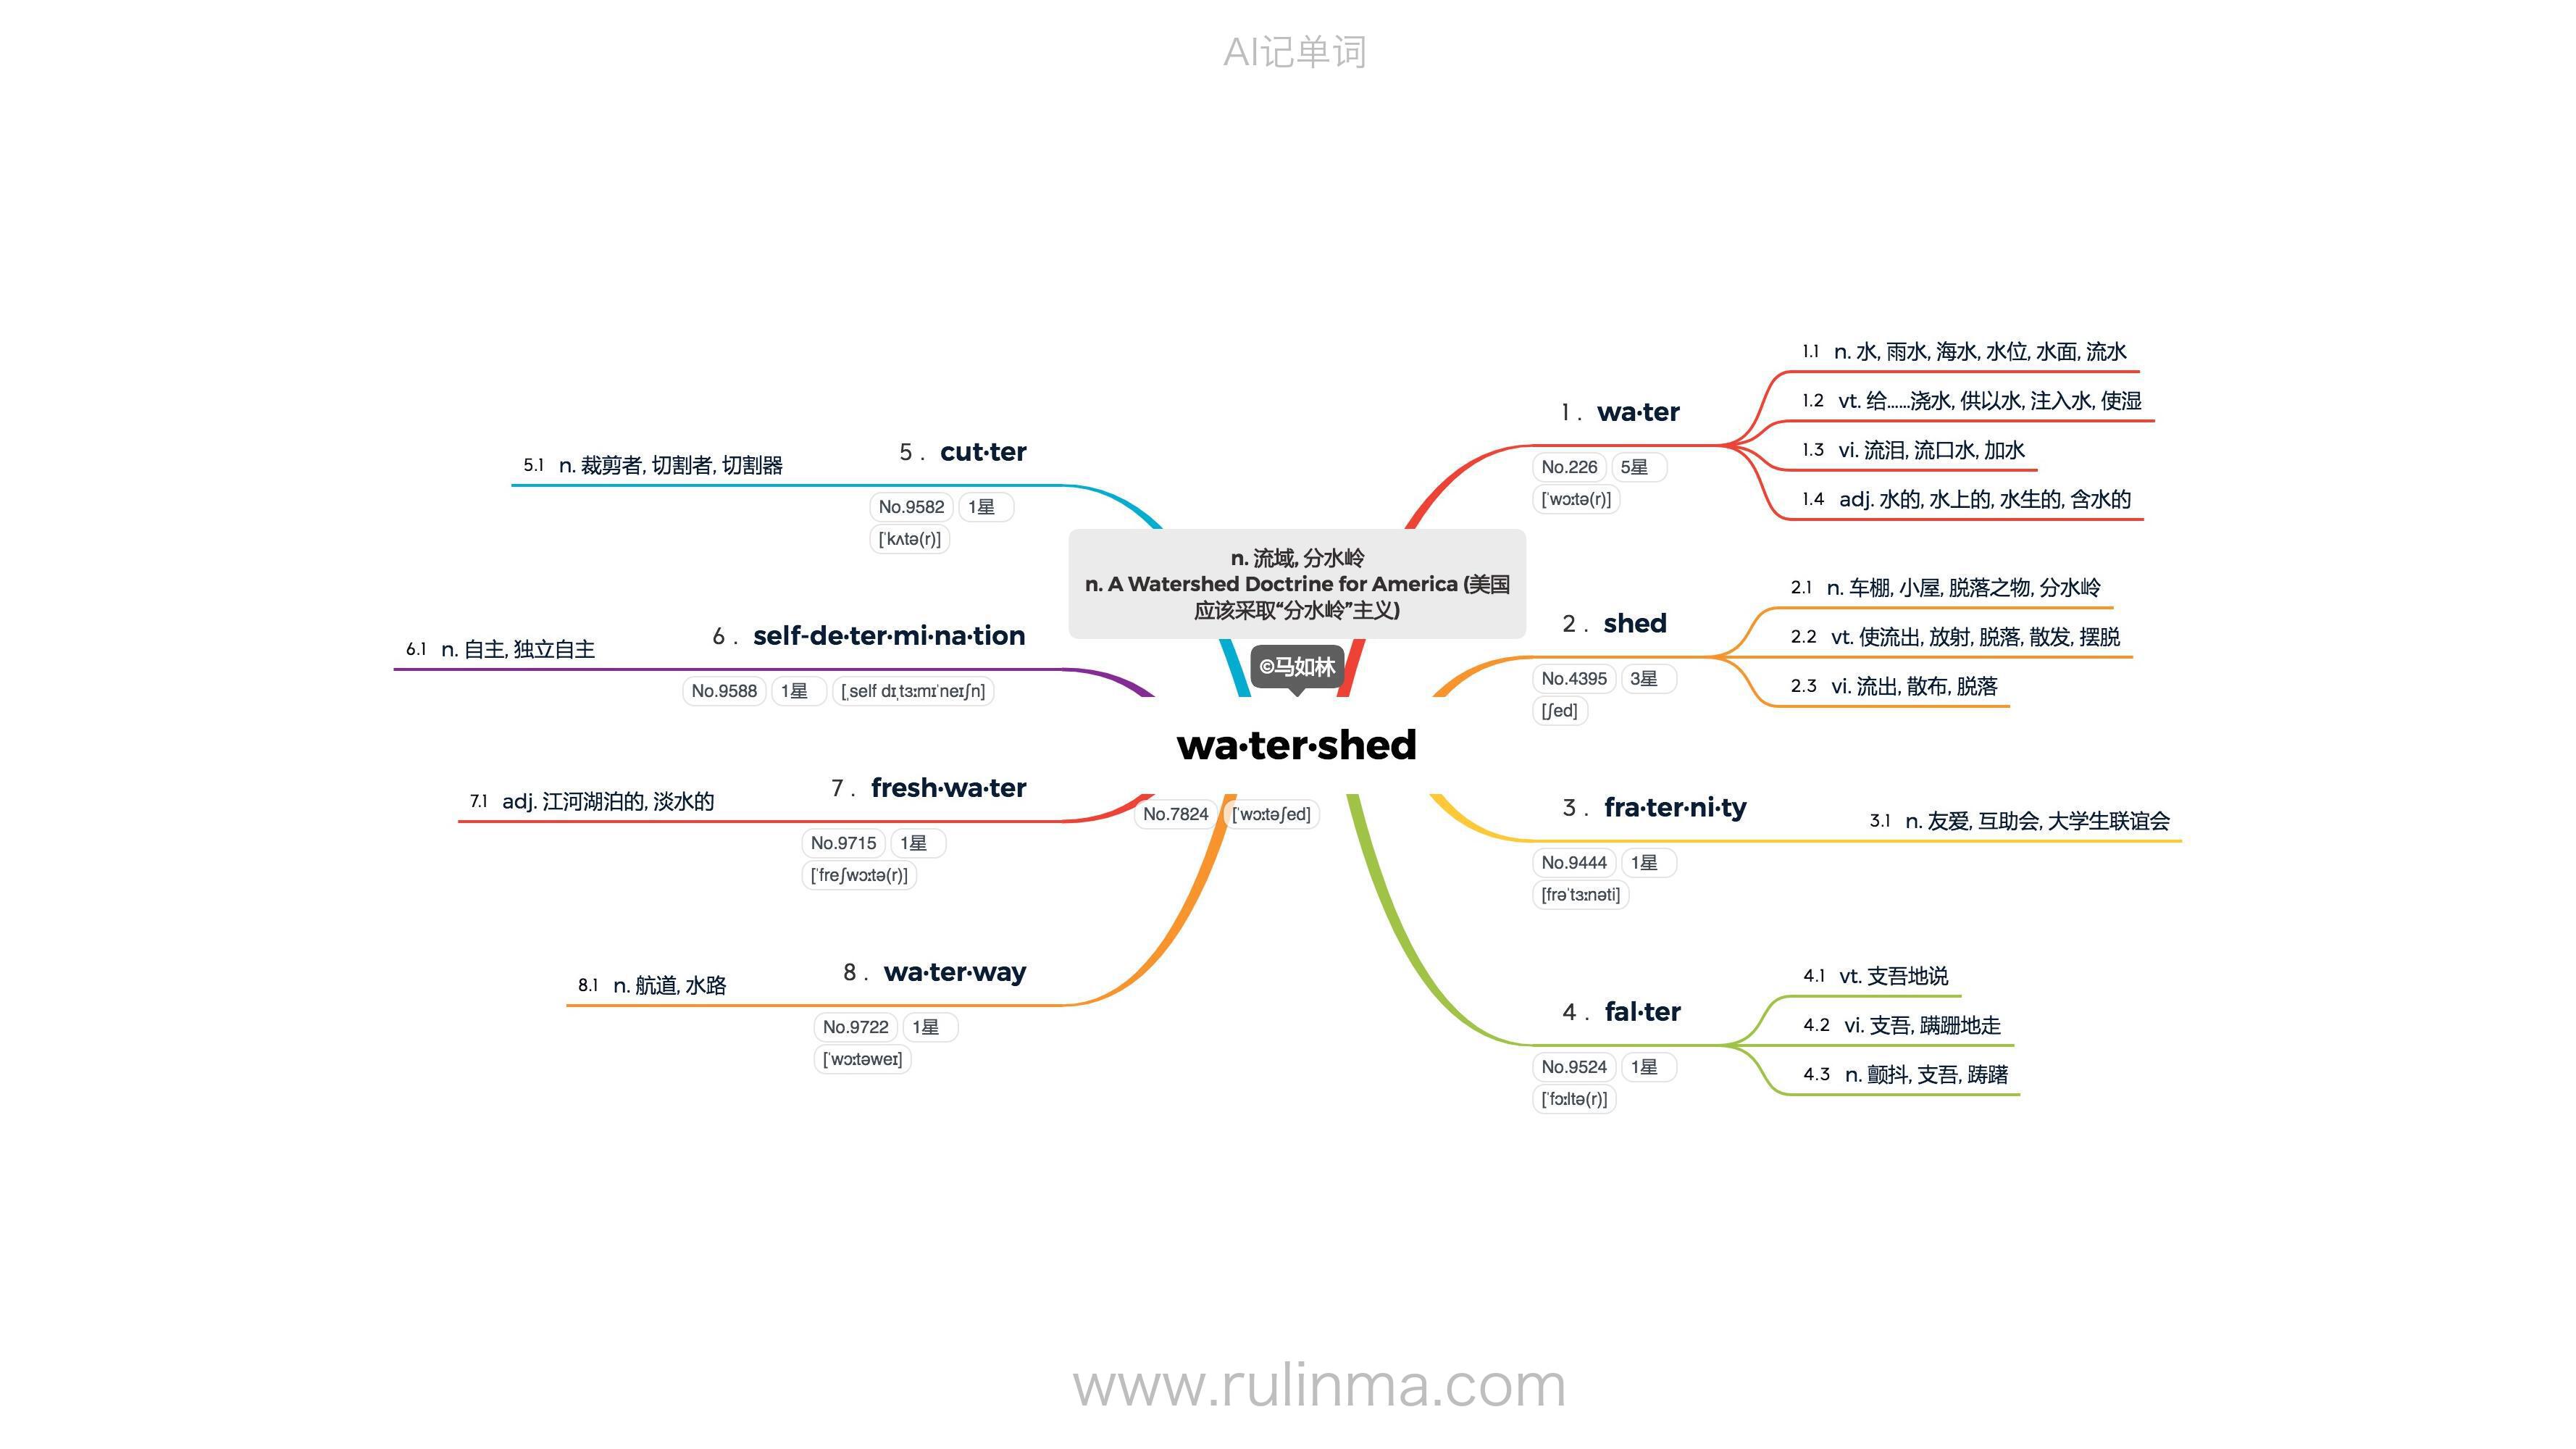 AI记单词
n. 流域, 分水岭
n. A Watershed Doctrine for America (美国
应该采取“分水岭”主义)
©马如林
wa·ter·shed
No.7824 ['wɔːtəʃed]
1 . wa·ter
No.226 5星
['wɔːtə(r)]
1.1 n. 水, 雨水, 海水, 水位, 水面, 流水
1.2 vt. 给……浇水, 供以水, 注入水, 使湿
1.3 vi. 流泪, 流口水, 加水
1.4 adj. 水的, 水上的, 水生的, 含水的
2 . shed
No.4395 3星
[ʃed]
2.1 n. 车棚, 小屋, 脱落之物, 分水岭
2.2 vt. 使流出, 放射, 脱落, 散发, 摆脱
2.3 vi. 流出, 散布, 脱落
3 . fra·ter·ni·ty
No.9444 1星
[frə'tɜːnəti]
3.1 n. 友爱, 互助会, 大学生联谊会
4 . fal·ter
No.9524 1星
['fɔːltə(r)]
4.1 vt. 支吾地说
4.2 vi. 支吾, 蹒跚地走
4.3 n. 颤抖, 支吾, 踌躇
5 . cut·ter
No.9582 1星
['kʌtə(r)]
5.1 n. 裁剪者, 切割者, 切割器
6 . self-de·ter·mi·na·tion
No.9588 1星 [ˌself dɪˌtɜːmɪ'neɪʃn]
6.1 n. 自主, 独立自主
7 . fresh·wa·ter
No.9715 1星
['freʃwɔːtə(r)]
7.1 adj. 江河湖泊的, 淡水的
8 . wa·ter·way
No.9722 1星
['wɔːtəweɪ]
8.1 n. 航道, 水路
www.rulinma.com